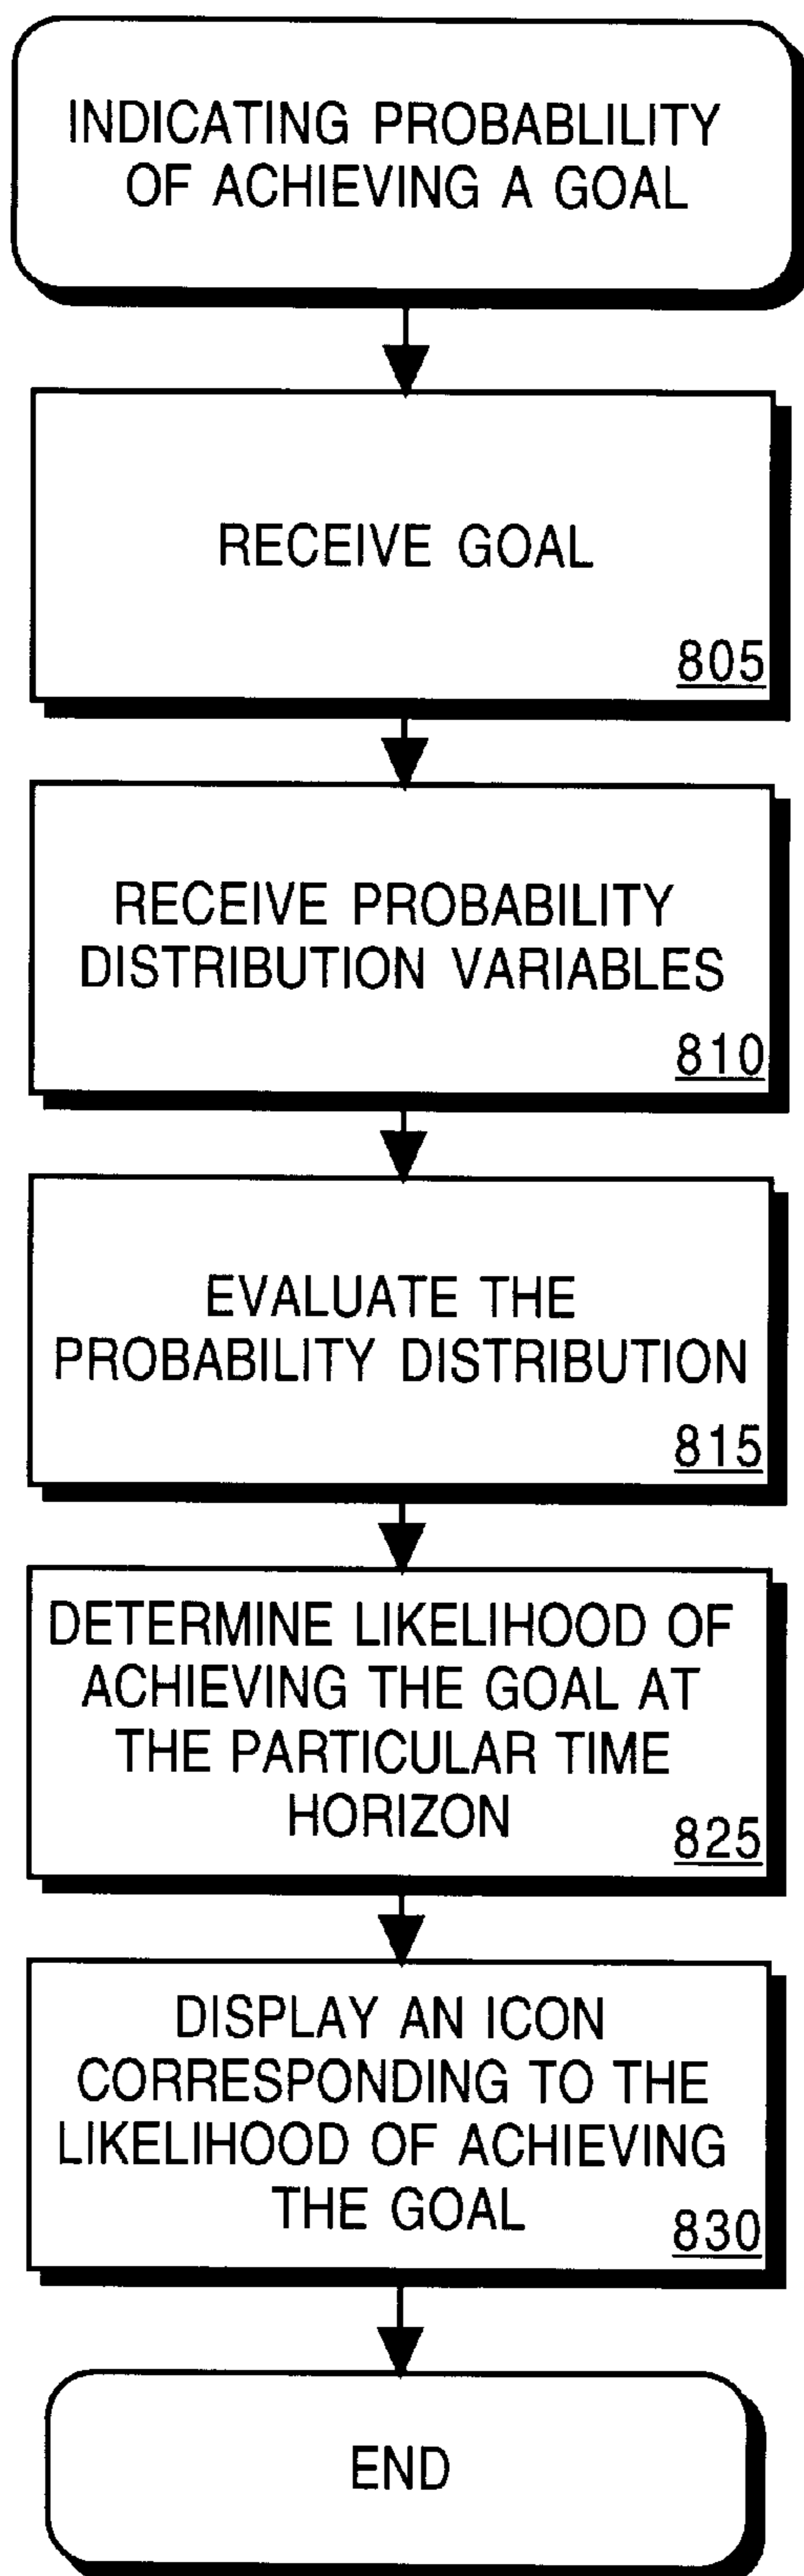 INDICATING PROBABLILITY
OF ACHIEVING A GOAL
RECEIVE GOAL
805
RECEIVE PROBABILITY
DISTRIBUTION VARIABLES
810
EVALUATE THE
PROBABILITY DISTRIBUTION
815
DETERMINE LIKELIHOOD OF
ACHIEVING THE GOAL AT
THE PARTICULAR TIME
HORIZON
825
DISPLAY AN ICON
CORRESPONDING TO THE
LIKELIHOOD OF ACHIEVING
THE GOAL
830
END